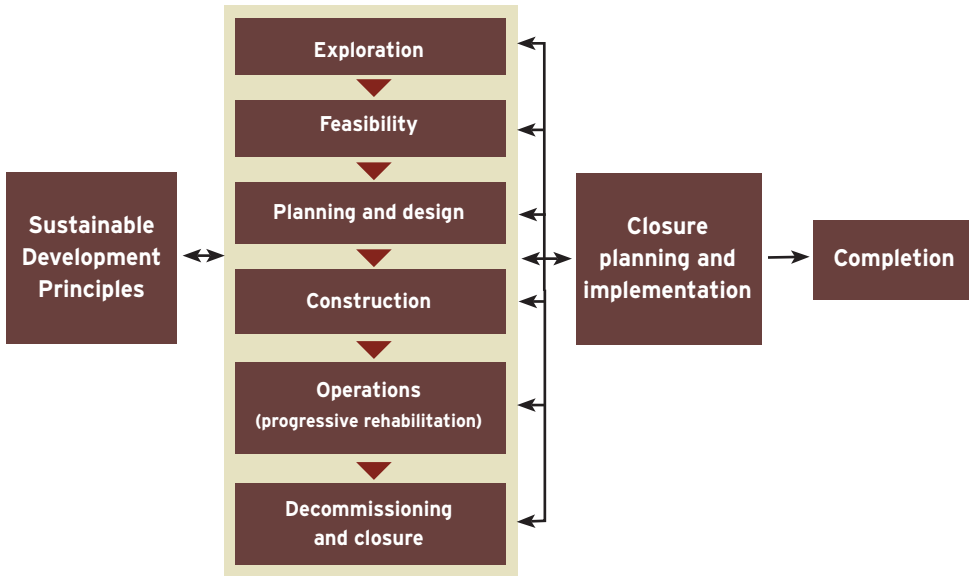 Sustainable
Development
Principles
Exploration
Feasibility
Planning and design
Construction
Operations
(progressive rehabilitation)
Decommissioning
and closure
Closure
planning and
implementation
Completion